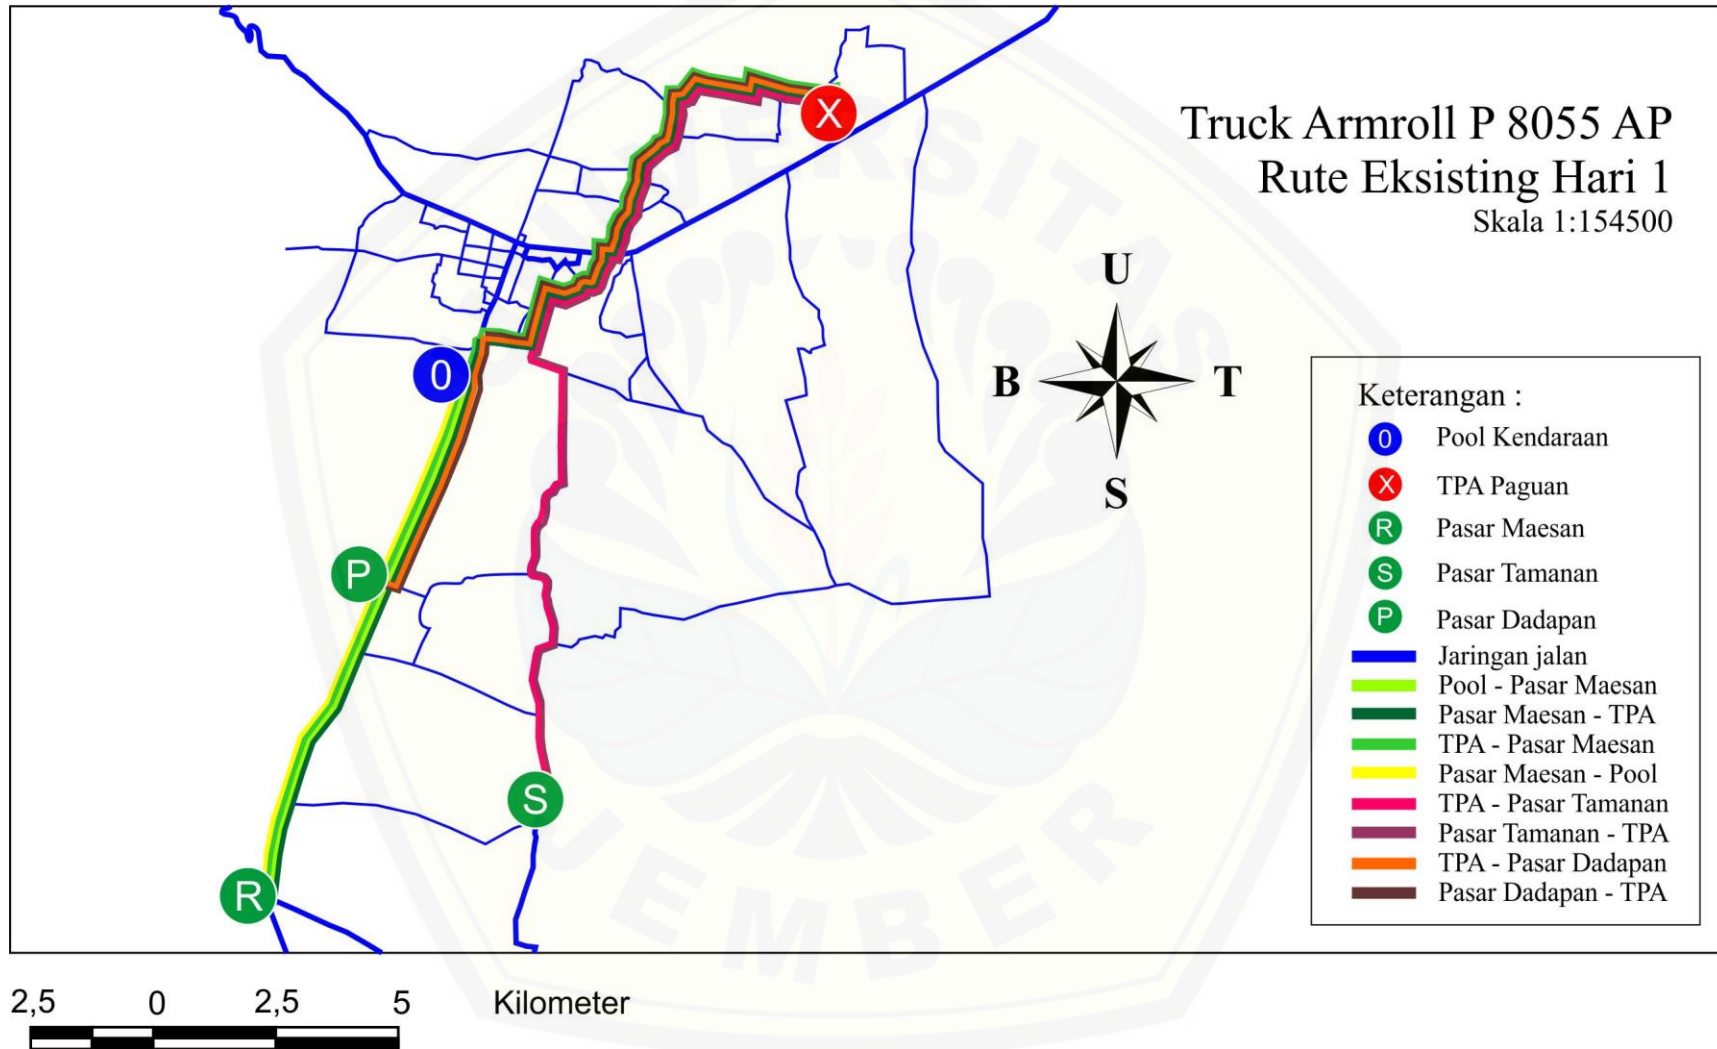 Truck Armroll P 8055 AP
Rute Eksisting Hari 1
Skala 1:154500
X
0
P
S
R
U
B
T
S
Keterangan :
0 Pool Kendaraan
X TPA Paguan
R Pasar Maesan
S Pasar Tamanan
P Pasar Dadapan
Jaringan jalan
Pool - Pasar Maesan
Pasar Maesan - TPA
TPA - Pasar Maesan
Pasar Maesan - Pool
TPA - Pasar Tamanan
Pasar Tamanan - TPA
TPA - Pasar Dadapan
Pasar Dadapan - TPA
UNIVERSITAS
JEMBER
2,5 0 2,5 5 Kilometer